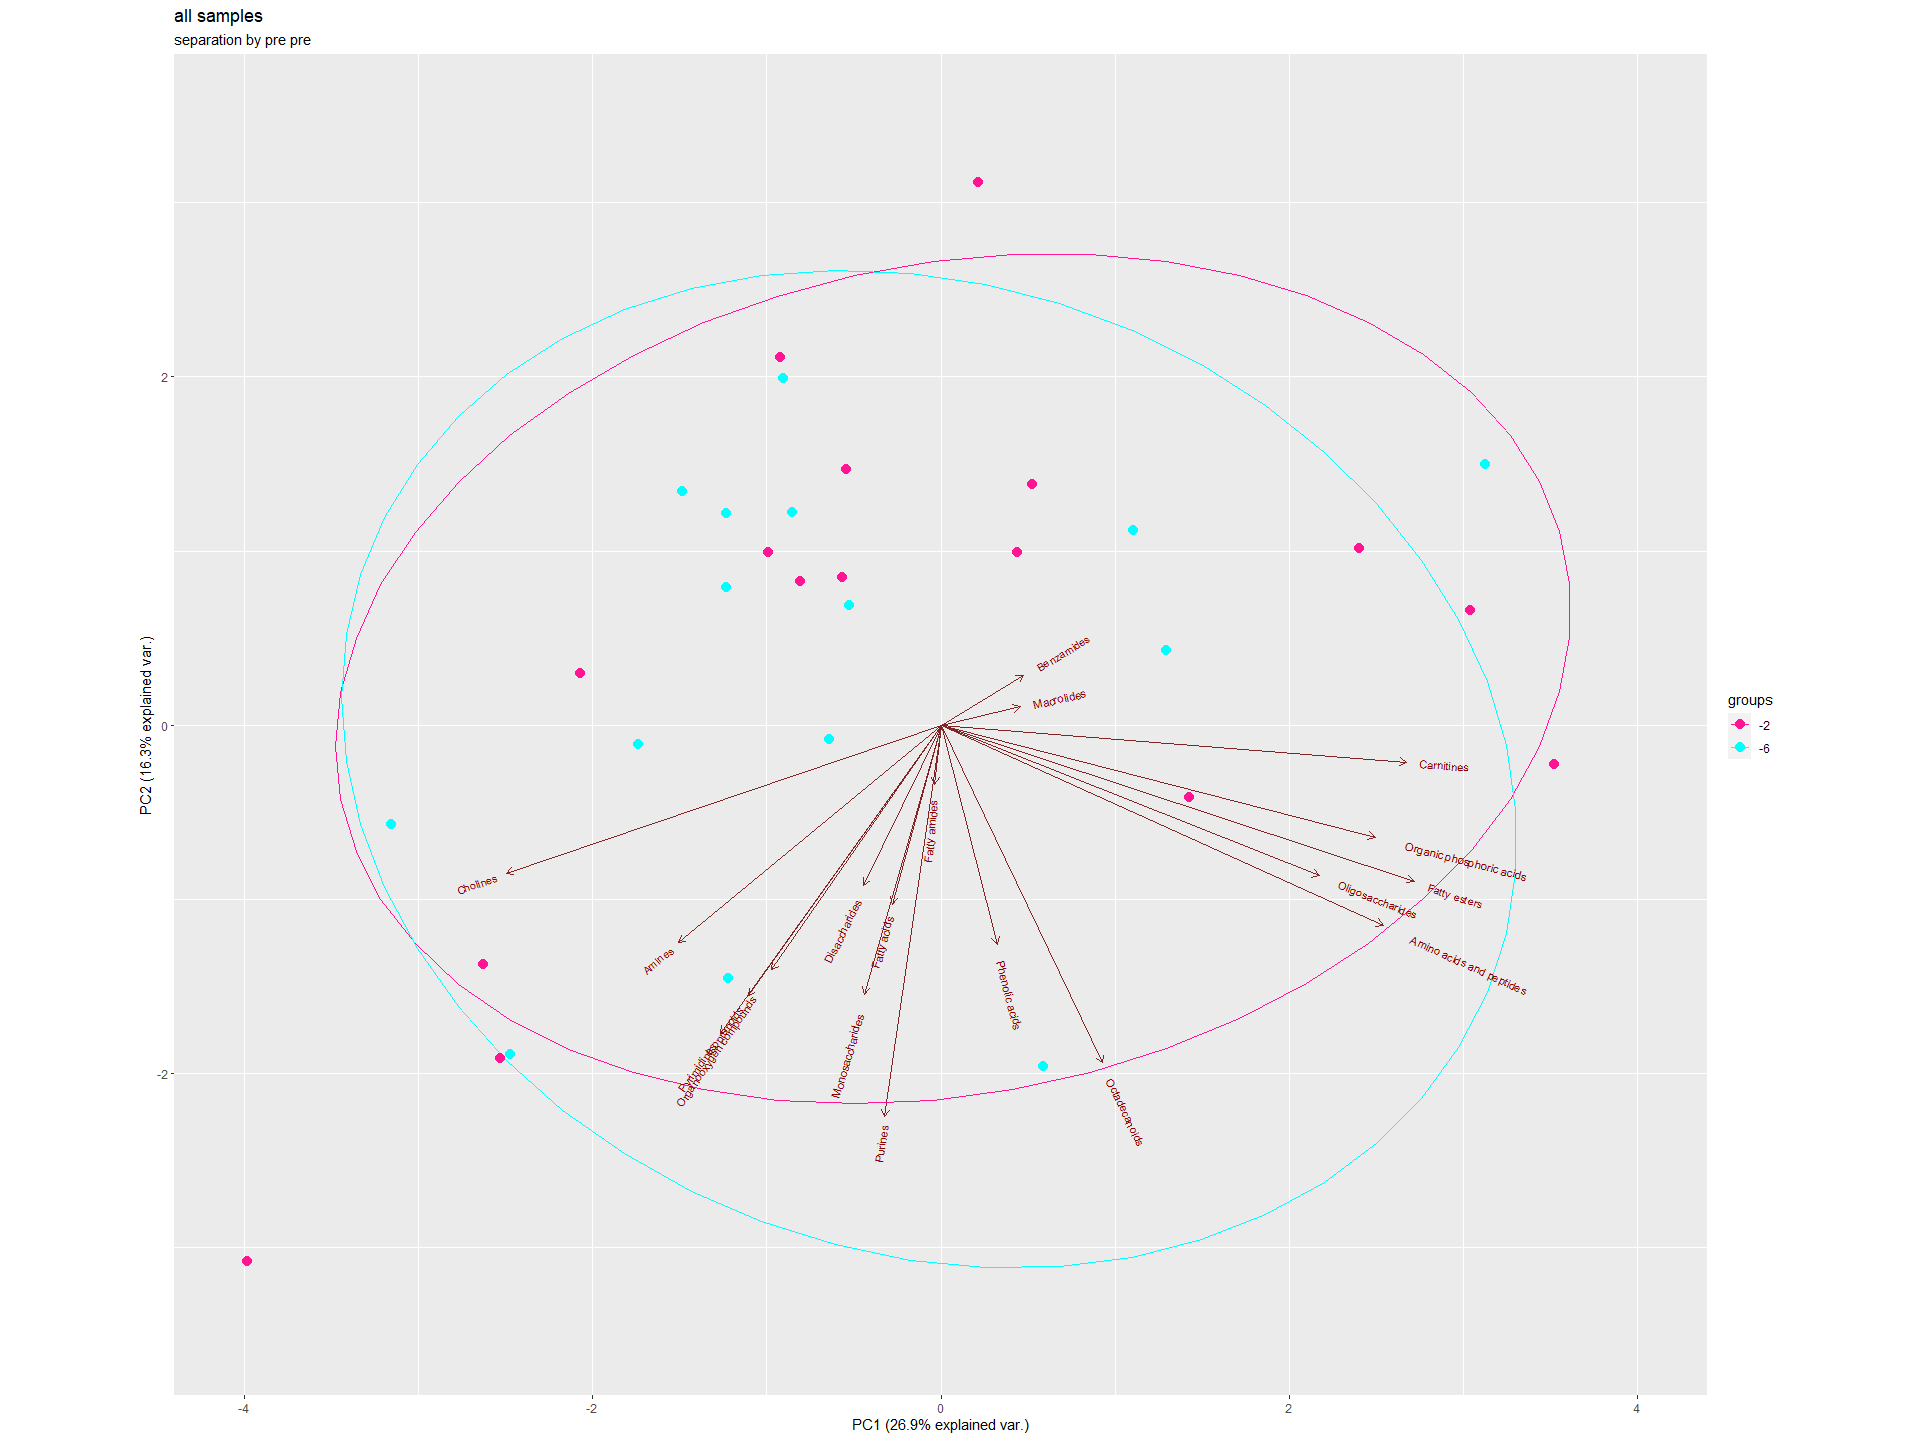 all samples
separation by pre pre
PC2 (16.3% explained var.)
2
0
-2
-4
-2
0
2
4
PC1 (26.9% explained var.)
groups
-2
-6
Benzamides
Macrolides
Carnitines
Organic phosphoric acids
Fatty esters
Oligosaccharides
Amino acids and peptides
Cholines
Amines
Disaccharides
Fatty acids
Fatty amides
Phenolic acids
Monosaccharides
Organooxygen compounds
Purines
Octadecanoids